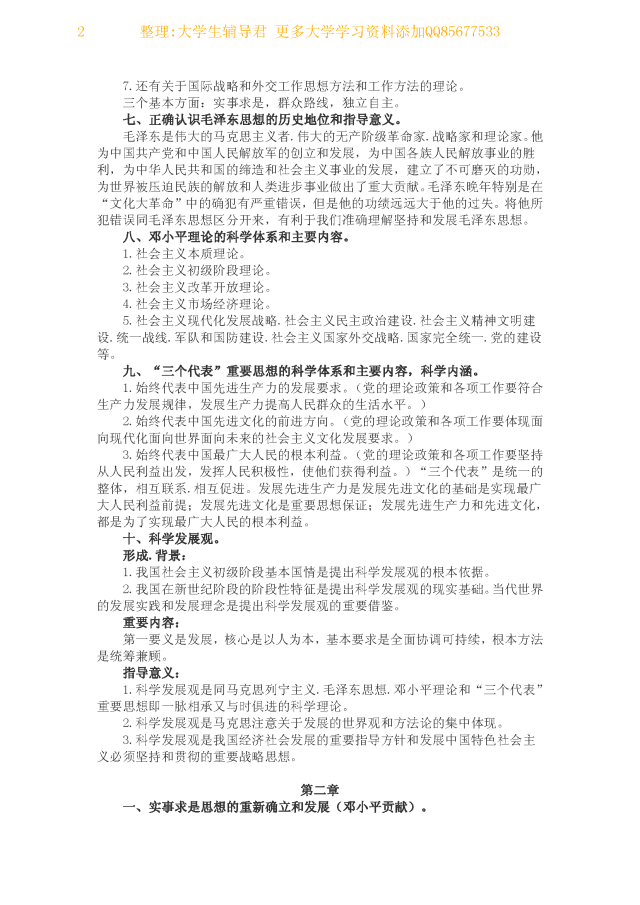 2 整理:大学生辅导君 更多大学学习资料添加QQ85677533
7.还有关于国际战略和外交工作思想方法和工作方法的理论。
三个基本方面：实事求是，群众路线，独立自主。
七、正确认识毛泽东思想的历史地位和指导意义。
毛泽东是伟大的马克思主义者.伟大的无产阶级革命家.战略家和理论家。他
为中国共产党和中国人民解放军的创立和发展，为中国各族人民解放事业的胜
利，为中华人民共和国的缔造和社会主义事业的发展，建立了不可磨灭的功勋，
为世界被压迫民族的解放和人类进步事业做出了重大贡献。毛泽东晚年特别是在
“文化大革命”中的确犯有严重错误，但是他的功绩远远大于他的过失。将他所
犯错误同毛泽东思想区分开来，有利于我们准确理解坚持和发展毛泽东思想。
八、邓小平理论的科学体系和主要内容。
1.社会主义本质理论。
2.社会主义初级阶段理论。
3.社会主义改革开放理论。
4.社会主义市场经济理论。
5.社会主义现代化发展战略.社会主义民主政治建设.社会主义精神文明建
设.统一战线.军队和国防建设.社会主义国家外交战略.国家完全统一.党的建设
等。
九、“三个代表”重要思想的科学体系和主要内容，科学内涵。
1.始终代表中国先进生产力的发展要求。（党的理论政策和各项工作要符合
生产力发展规律，发展生产力提高人民群众的生活水平。）
2.始终代表中国先进文化的前进方向。（党的理论政策和各项工作要体现面
向现代化面向世界面向未来的社会主义文化发展要求。）
3.始终代表中国最广大人民的根本利益。（党的理论政策和各项工作要坚持
从人民利益出发，发挥人民积极性，使他们获得利益。）“三个代表”是统一的
整体，相互联系.相互促进。发展先进生产力是发展先进文化的基础是实现最广
大人民利益前提；发展先进文化是重要思想保证；发展先进生产力和先进文化，
都是为了实现最广大人民的根本利益。
十、科学发展观。
形成.背景：
1.我国社会主义初级阶段基本国情是提出科学发展观的根本依据。
2.我国在新世纪阶段的阶段性特征是提出科学发展观的现实基础。当代世界
的发展实践和发展理念是提出科学发展观的重要借鉴。
重要内容：
第一要义是发展，核心是以人为本，基本要求是全面协调可持续，根本方法
是统筹兼顾。
指导意义：
1.科学发展观是同马克思列宁主义.毛泽东思想.邓小平理论和“三个代表”
重要思想即一脉相承又与时俱进的科学理论。
2.科学发展观是马克思注意关于发展的世界观和方法论的集中体现。
3.科学发展观是我国经济社会发展的重要指导方针和发展中国特色社会主
义必须坚持和贯彻的重要战略思想。
第二章
一、实事求是思想的重新确立和发展（邓小平贡献）。